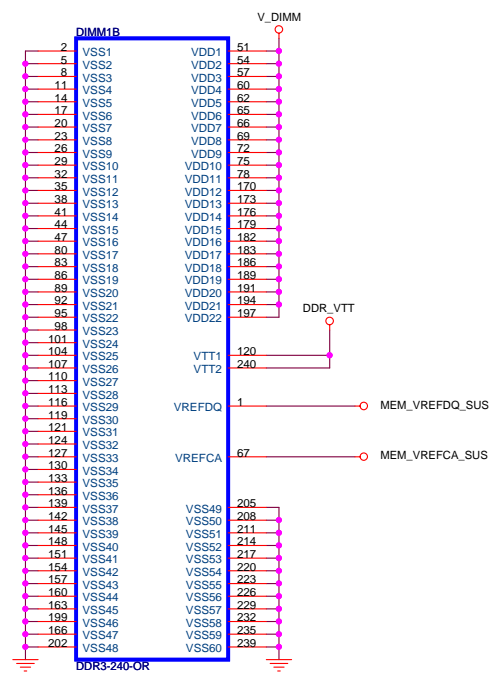 V_DIMM
DIMM1B
2 VSS1 VDD1 51
5 VSS2 VDD2 54
8 VSS3 VDD3 57
11 VSS4 VDD4 60
14 VSS5 VDD5 62
17 VSS6 VDD6 65
20 VSS7 VDD7 66
23 VSS8 VDD8 69
26 VSS9 VDD9 72
29 VSS10 VDD10 75
32 VSS11 VDD11 78
35 VSS12 VDD12 170
38 VSS13 VDD13 173
41 VSS14 VDD14 176
44 VSS15 VDD15 179
47 VSS16 VDD16 182
80 VSS17 VDD17 183
83 VSS18 VDD18 186
86 VSS19 VDD19 189
89 VSS20 VDD20 191
92 VSS21 VDD21 194
95 VSS22 VDD22 197
DDR_VTT
98 VSS23
101 VSS24
104 VSS25 VTT1 120
107 VSS26 VTT2 240
110 VSS27
113 VSS28
116 VSS29 VREFDQ 1 MEM_VREFDQ_SUS
119 VSS30
121 VSS31
124 VSS32
127 VSS33 VREFCA 67 MEM_VREFCA_SUS
130 VSS34
133 VSS35
136 VSS36
139 VSS37 VSS49 205
142 VSS38 VSS50 208
145 VSS39 VSS51 211
148 VSS40 VSS52 214
151 VSS41 VSS53 217
154 VSS42 VSS54 220
157 VSS43 VSS55 223
160 VSS44 VSS56 226
163 VSS45 VSS57 229
199 VSS46 VSS58 232
166 VSS47 VSS59 235
202 VSS48 VSS60 239
DDR3-240-OR